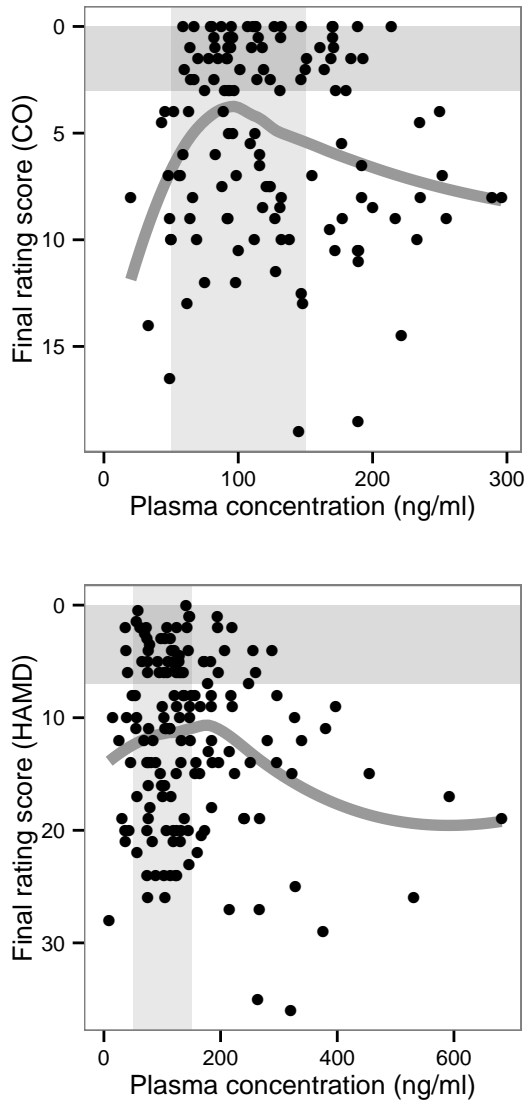 0
5
10
15
Final rating score (CO)
0 100 200 300
Plasma concentration (ng/ml)
0
10
20
30
Final rating score (HAMD)
0 200 400 600
Plasma concentration (ng/ml)